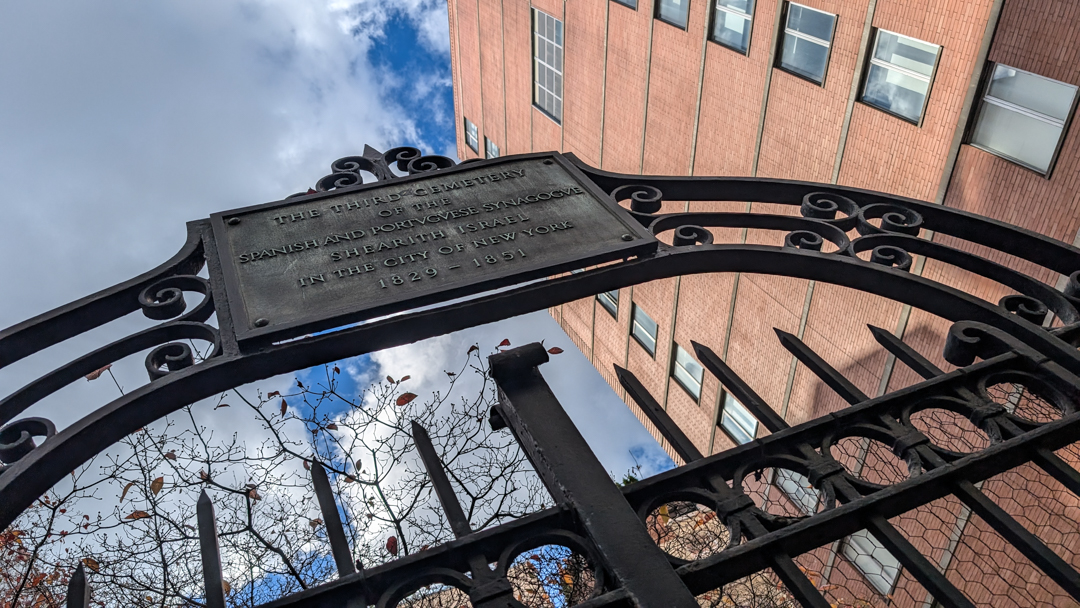 THE THIRD CEMETERY
OF THE
SPANISH AND PORTVGVESE SYNAGOGVE
SHEARITH ISRAEL
IN THE CITY OF NEW YORK
1829 – 1851